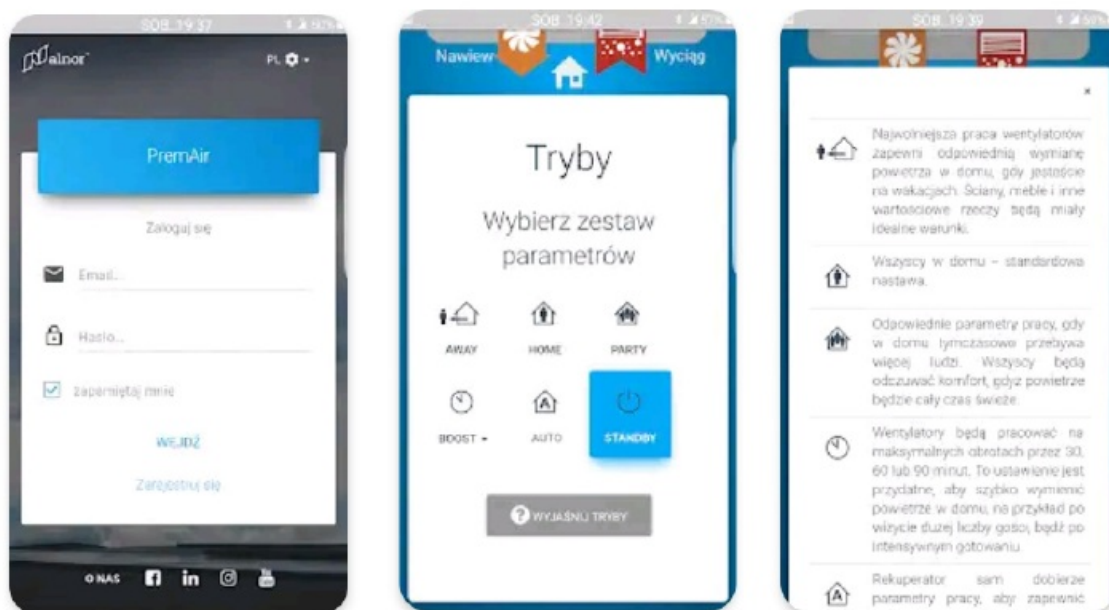 SOB. 19:37
50%
alnor™
PL
PremAir
Zaloguj się
Email...
Hasło...
zapamiętaj mnie
WEJDŹ
Zarejestruj się
O NAS
SOB. 19:42
57%
Nawiew
Wyciąg
Tryby
Wybierz zestaw
parametrów
AWAY
HOME
PARTY
BOOST
AUTO
STANDBY
WYJAŚNIJ TRYBY
SOB. 19:39
×
Najwolniejsza praca wentylatorów
zapewni odpowiednią wymianę
powietrza w domu, gdy jesteście
na wakacjach. Ściany, meble i inne
wartościowe rzeczy będą miały
idealne warunki.
Wszyscy w domu – standardowa
nastawa.
Odpowiednie parametry pracy, gdy
w domu tymczasowo przebywa
więcej ludzi. Wszyscy będą
odczuwać komfort, gdyż powietrze
będzie cały czas świeże.
Wentylatory będą pracować na
maksymalnych obrotach przez 30,
60 lub 90 minut. To ustawienie jest
przydatne, aby szybko wymienić
powietrze w domu, na przykład po
wizycie dużej liczby gości, bądź po
intensywnym gotowaniu.
Rekuperator sam dobierze
parametry pracy, aby zapewnić